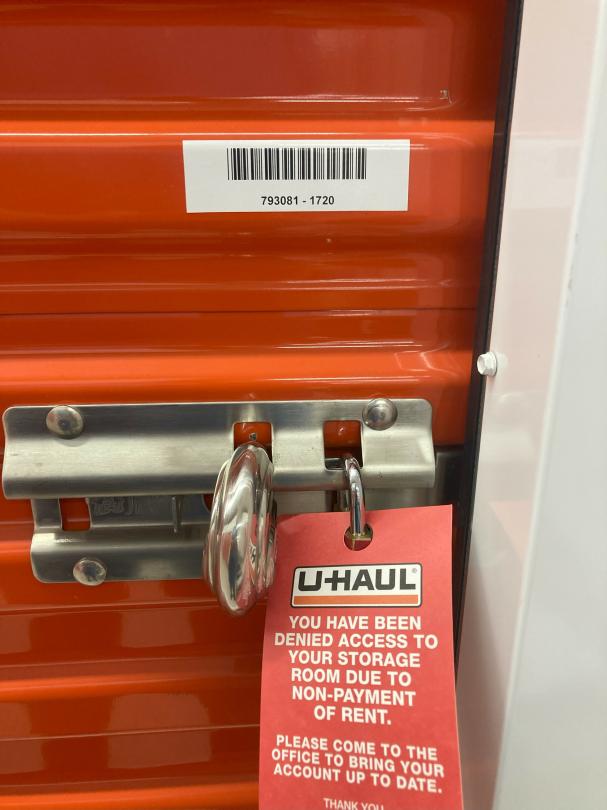 793081 - 1720
U-HAUL®
YOU HAVE BEEN
DENIED ACCESS TO
YOUR STORAGE
ROOM DUE TO
NON-PAYMENT
OF RENT.
PLEASE COME TO THE
OFFICE TO BRING YOUR
ACCOUNT UP TO DATE.
THANK YOU